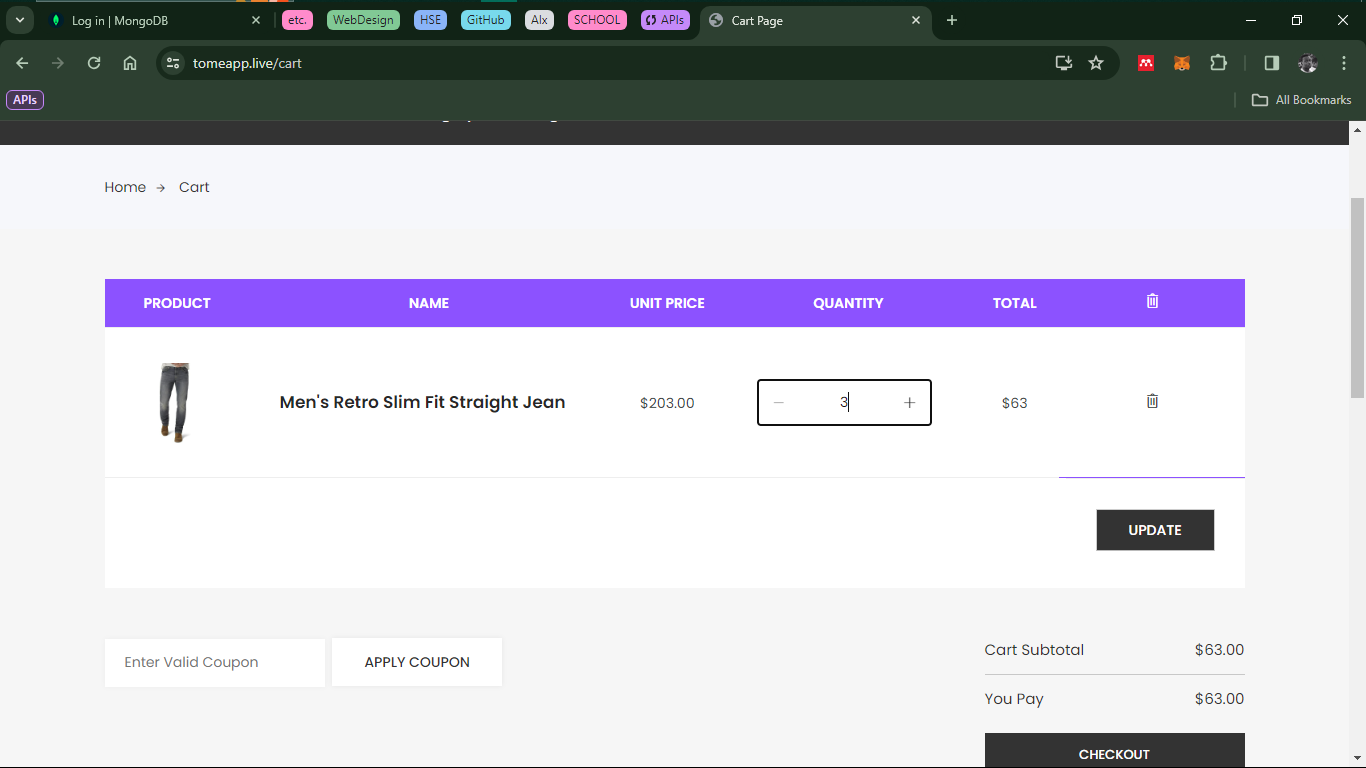 Log in | MongoDB
etc.
WebDesign
HSE
GitHub
Alx
SCHOOL
APIs
Cart Page
tomeapp.live/cart
APIs
All Bookmarks
Home → Cart
PRODUCT NAME UNIT PRICE QUANTITY TOTAL
Men's Retro Slim Fit Straight Jean $203.00 − 3 + $63
UPDATE
Enter Valid Coupon APPLY COUPON
Cart Subtotal $63.00
You Pay $63.00
CHECKOUT